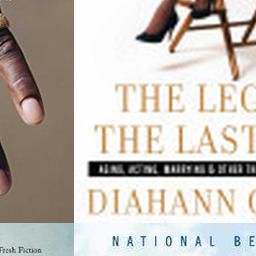 THE LEG
THE LAST
AGING, ACTING, MARRYING & OTHER TH
DIAHANN C
NATIONAL BE
Fresh Fiction